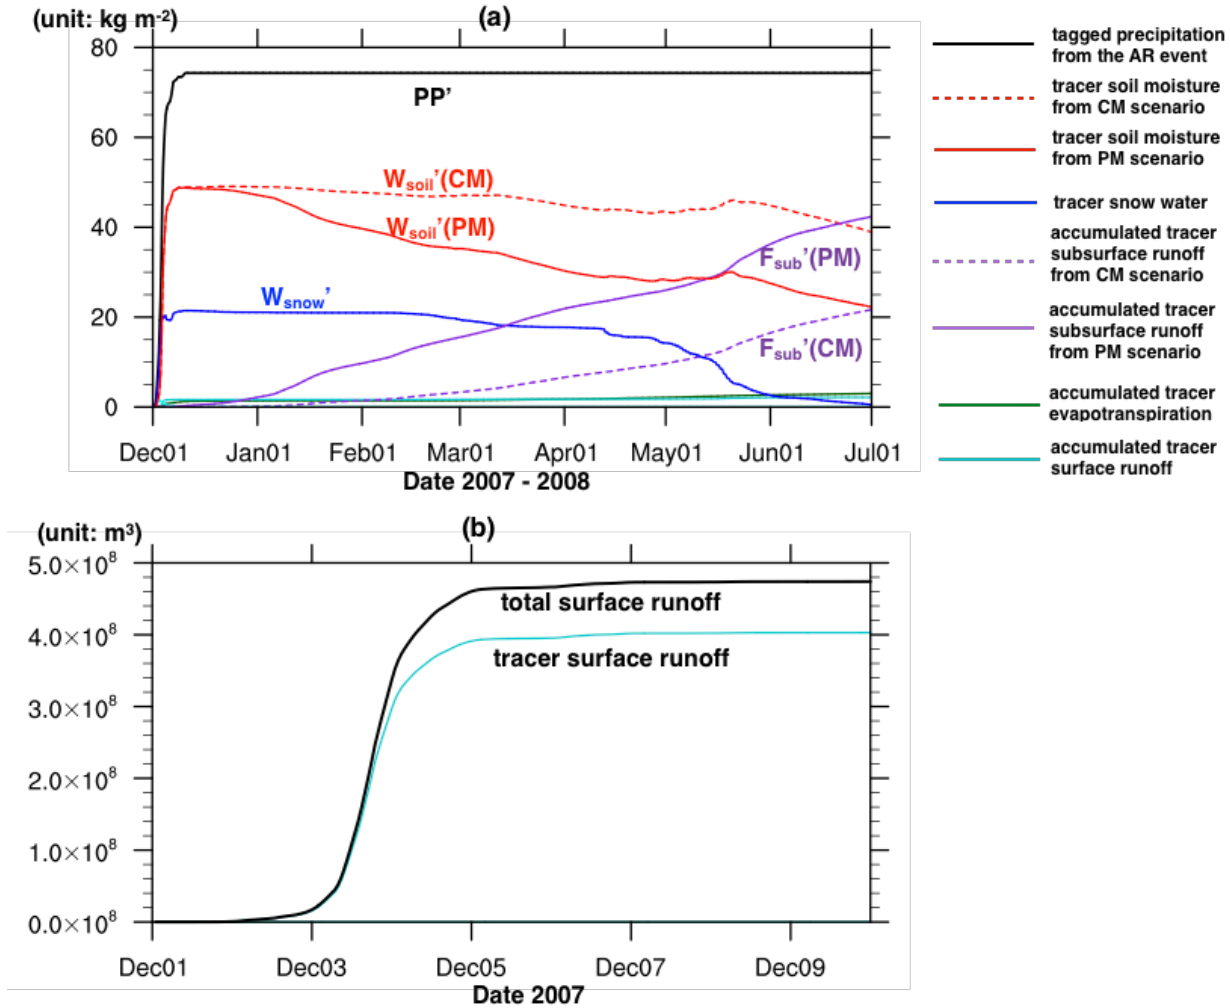 (unit: kg m⁻²)
(a)
80
60
40
20
0
PP’
Wsoil’(CM)
Wsoil’(PM)
Wsnow’
Fsub’(PM)
Fsub’(CM)
Dec01 Jan01 Feb01 Mar01 Apr01 May01 Jun01 Jul01
Date 2007 - 2008
tagged precipitation
from the AR event
tracer soil moisture
from CM scenario
tracer soil moisture
from PM scenario
tracer snow water
accumulated tracer
subsurface runoff
from CM scenario
accumulated tracer
subsurface runoff
from PM scenario
accumulated tracer
evapotranspiration
accumulated tracer
surface runoff
(unit: m³)
(b)
5.0×10⁸
4.0×10⁸
3.0×10⁸
2.0×10⁸
1.0×10⁸
0.0×10⁸
total surface runoff
tracer surface runoff
Dec01 Dec03 Dec05 Dec07 Dec09
Date 2007